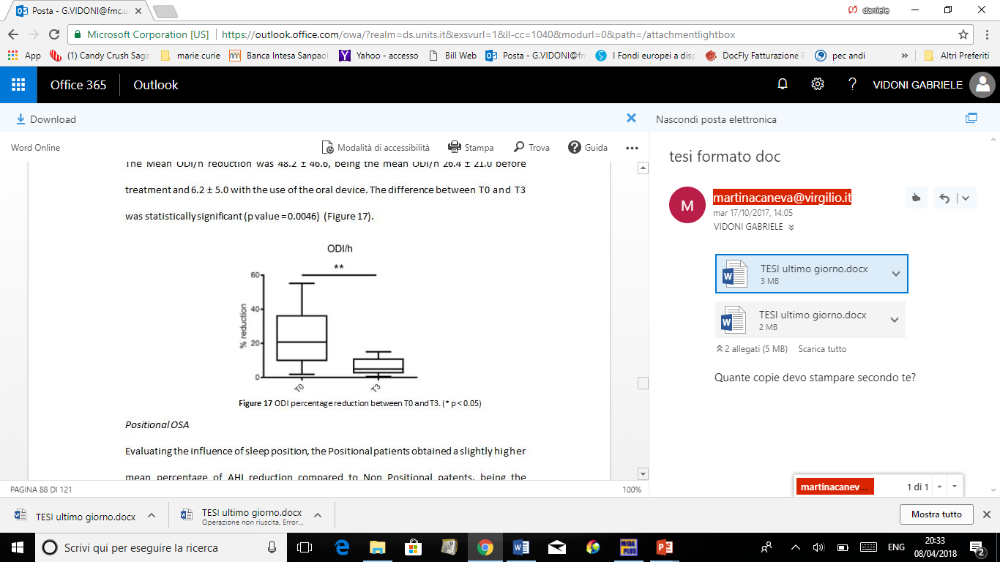 Posta - G.VIDONI@fmc.u
daniele
Microsoft Corporation [US]
https://outlook.office.com/owa/?realm=ds.units.it&exsvurl=1&ll-cc=1040&modurl=0&path=/attachmentlightbox
App
(1) Candy Crush Saga
marie curie
Banca Intesa Sanpaol
Yahoo - accesso
Bill Web
Posta - G.VIDONI@fm
I Fondi europei a disp
DocFly Fatturazione P
pec andi
»
Altri Preferiti
Office 365
Outlook
VIDONI GABRIELE
Download
Nascondi posta elettronica
Word Online
Modalità di accessibilità
Stampa
Trova
Guida
The Mean ODI/h reduction was 48.2 ± 46.6, being the mean ODI/h 26.4 ± 21.0 before
treatment and 6.2 ± 5.0 with the use of the oral device. The difference between T0 and T3
was statistically significant (p value = 0.0046) (Figure 17).
ODI/h
**
60
40
20
0
% reduction
T0
T3
Figure 17 ODI percentage reduction between T0 and T3. (* p < 0.05)
Positional OSA
Evaluating the influence of sleep position, the Positional patients obtained a slightly higher
mean percentage of AHI reduction compared to Non Positional patents, being the
PAGINA 88 DI 121
100%
tesi formato doc
M
martinacaneva@virgilio.it
mar 17/10/2017, 14:05
VIDONI GABRIELE
TESI ultimo giorno.docx
3 MB
TESI ultimo giorno.docx
2 MB
2 allegati (5 MB) Scarica tutto
Quante copie devo stampare secondo te?
martinacanev...
1 di 1
TESI ultimo giorno.docx
TESI ultimo giorno.docx
Operazione non riuscita. Error...
Mostra tutto
Scrivi qui per eseguire la ricerca
MIDA
PLUS
ENG
20:33
08/04/2018
2